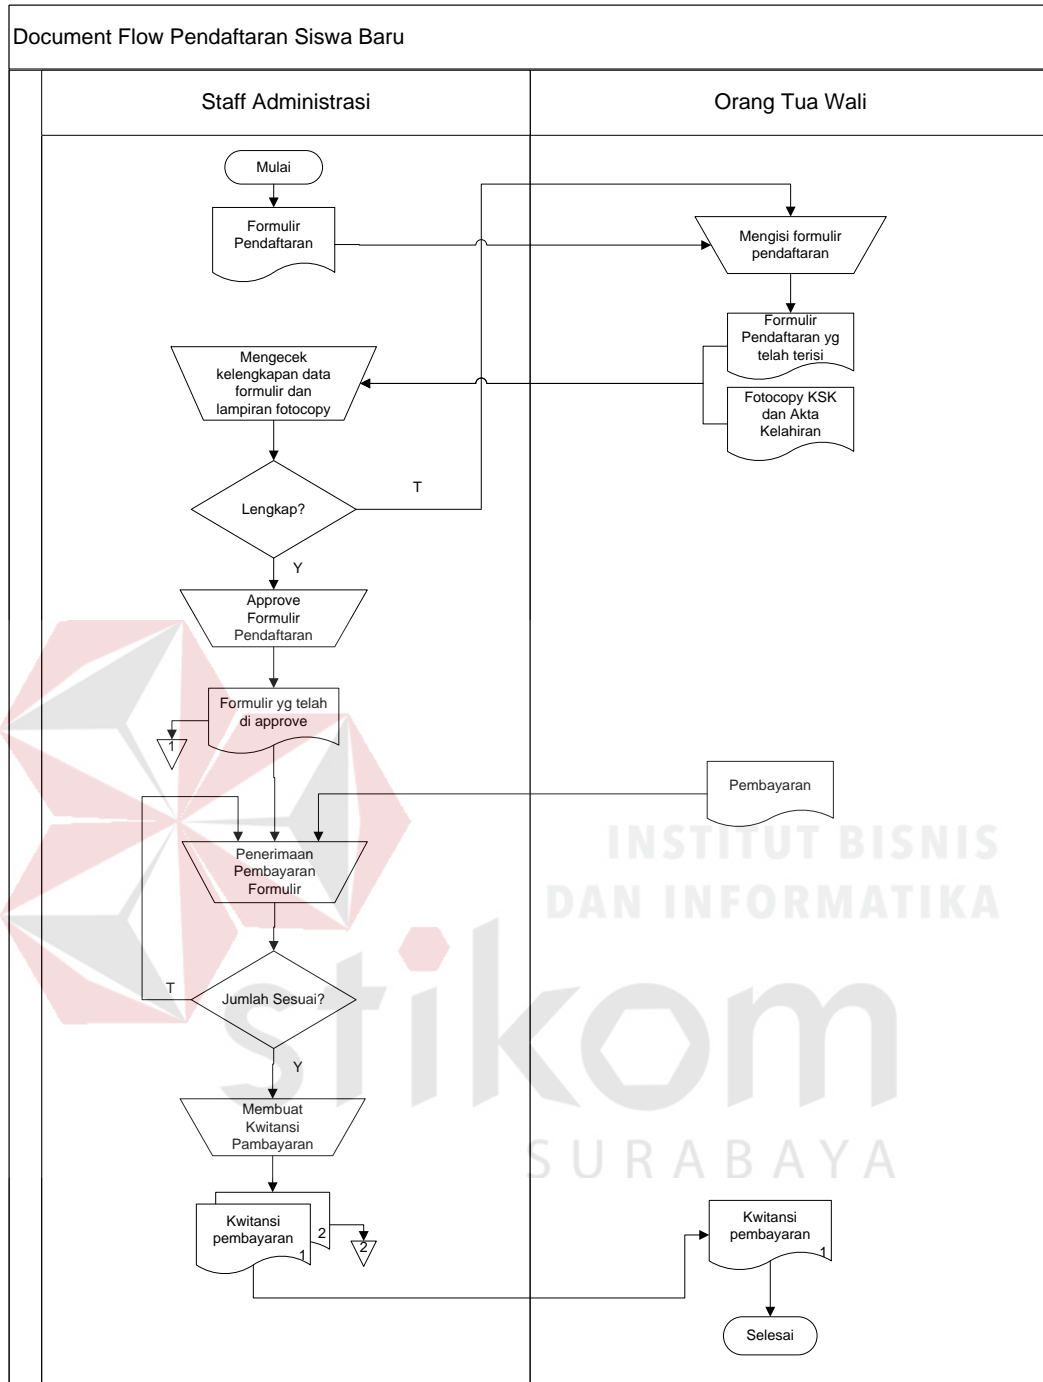 Document Flow Pendaftaran Siswa Baru
Staff Administrasi
Orang Tua Wali
Mulai
Formulir
Pendaftaran
Mengisi formulir
pendaftaran
Formulir
Pendaftaran yg
telah terisi
Mengecek
kelengkapan data
formulir dan
lampiran fotocopy
Fotocopy KSK
dan Akta
Kelahiran
T
Lengkap?
Y
Approve
Formulir
Pendaftaran
Formulir yg telah
di approve
1
Pembayaran
INSTITUT BISNIS
DAN INFORMATIKA
Penerimaan
Pembayaran
Formulir
T
Jumlah Sesuai?
stikom
Y
Membuat
Kwitansi
Pambayaran
SURABAYA
Kwitansi
pembayaran
1
2
2
Kwitansi
pembayaran
1
Selesai